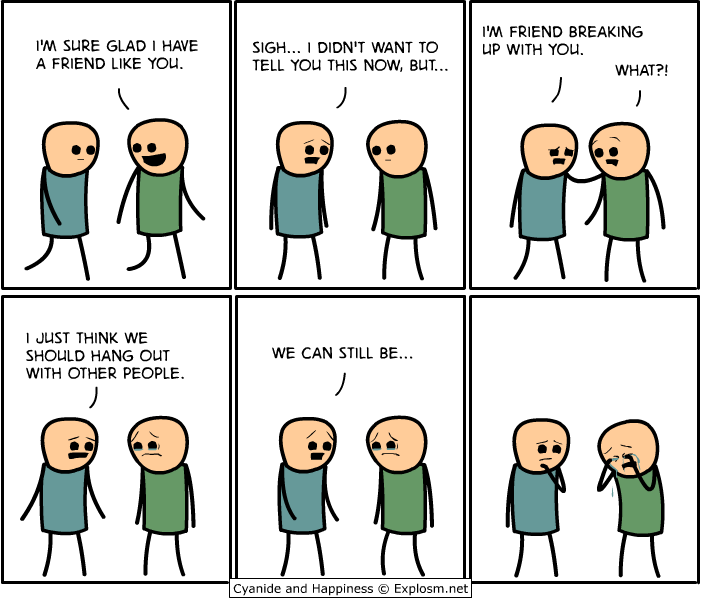 I'M SURE GLAD I HAVE
A FRIEND LIKE YOU.
SIGH... I DIDN'T WANT TO
TELL YOU THIS NOW, BUT...
I'M FRIEND BREAKING
UP WITH YOU.
WHAT?!
I JUST THINK WE
SHOULD HANG OUT
WITH OTHER PEOPLE.
WE CAN STILL BE...
Cyanide and Happiness © Explosm.net